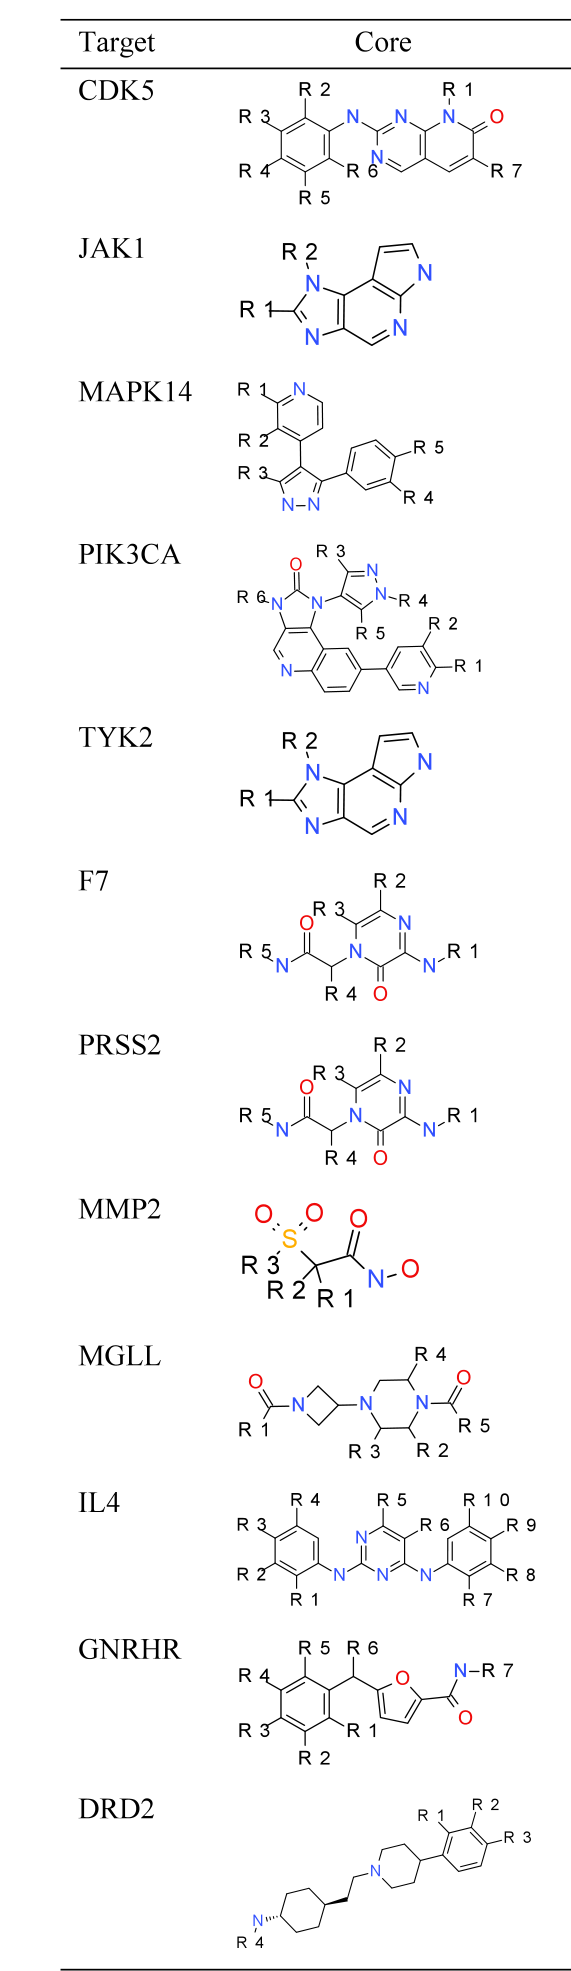 Target Core
CDK5
R 2 R 1
R 3 N N N O
R 4 R 6 N R 7
R 5
JAK1
R 2
N N
R 1
N N
MAPK14
R 1 N
R 2
R 3 R 5
R 4
N N
PIK3CA
O R 3 N
R 6 N N N R 4
R 5 R 2
N R 1
N
TYK2
R 2
N N
R 1
N N
F7
R 2
O R 3 N
R 5 N N N R 1
R 4 O
PRSS2
R 2
O R 3 N
R 5 N N N R 1
R 4 O
MMP2
O O O
S
R 3 N O
R 2 R 1
MGLL
R 4
O N N N O
R 1 R 5
R 3 R 2
IL4
R 4 R 5 R 10
R 3 N R 6 R 9
R 2 N N N R 8
R 1 R 7
GNRHR
R 5 R 6
R 4 O N R 7
R 3 R 1 O
R 2
DRD2
R 1 R 2
R 3
N
N
R 4